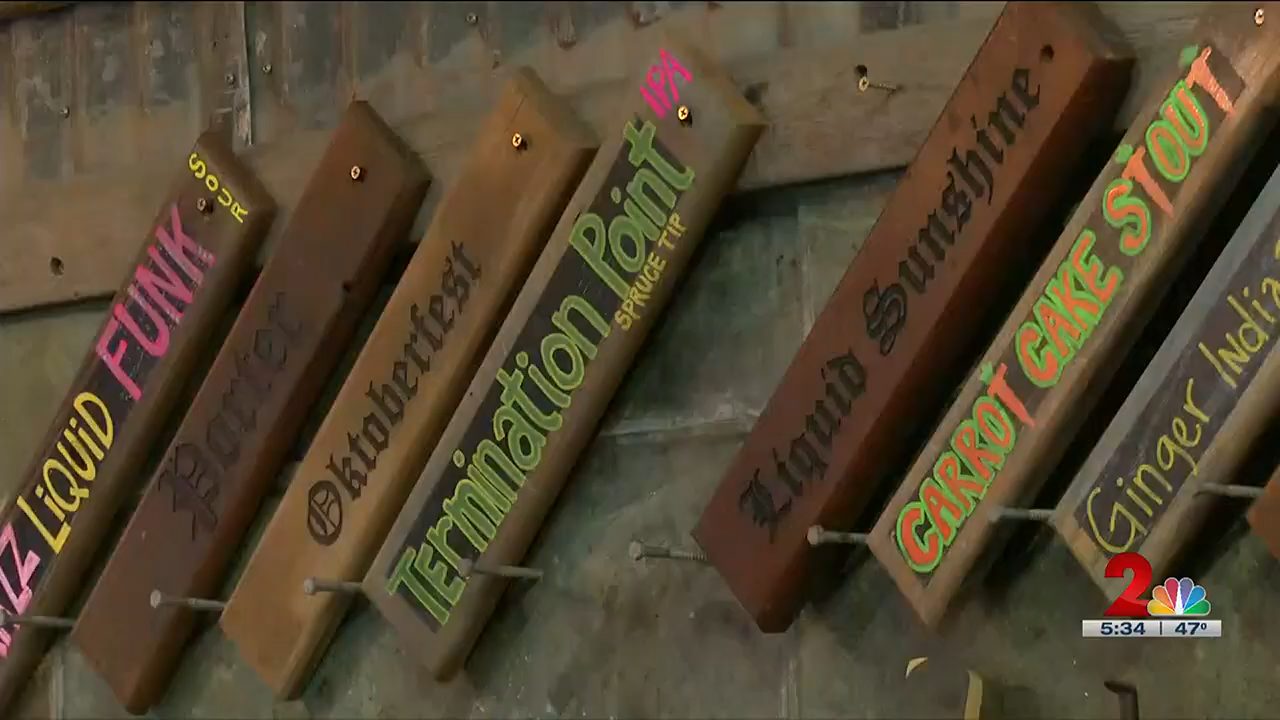 LiQUiD FUNK
SOUR
Porter
Oktoberfest
Termination Point
IPA
SPRUCE TIP
Liquid Sunshine
CARROT CAKE STOUT
Ginger India
2
5:34 | 47°